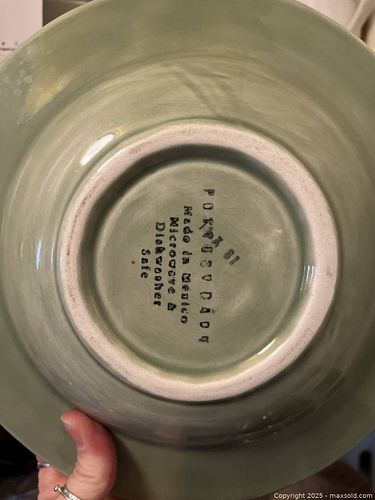 Made in Mexico
Microwave &
Dishwasher
Safe
Copyright 2025 - maxsold.com